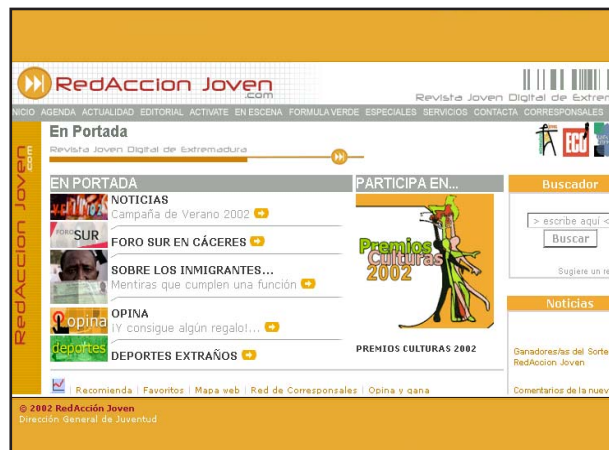 RedAccion Joven
.com
Revista Joven Digital de Extrem
INICIO AGENDA ACTUALIDAD EDITORIAL ACTIVATE EN ESCENA FORMULA VERDE ESPECIALES SERVICIOS CONTACTA CORRESPONSALES
En Portada
Revista Joven Digital de Extremadura
RedAccion Joven
.com
EN PORTADA
NOTICIAS
Campaña de Verano 2002
FORO SUR
FORO SUR EN CÁCERES
SOBRE LOS INMIGRANTES...
Mentiras que cumplen una función
opina
OPINA
¡Y consigue algún regalo!...
deportes
DEPORTES EXTRAÑOS
PARTICIPA EN...
Premios
Culturas
2002
PREMIOS CULTURAS 2002
Buscador
> escribe aquí <
Buscar
Sugiere un re
Noticias
Ganadores/as del Sorte
RedAccion Joven
Comentarios de la nuev
Recomienda | Favoritos | Mapa web | Red de Corresponsales | Opina y gana
© 2002 RedAcción Joven
Dirección General de Juventud